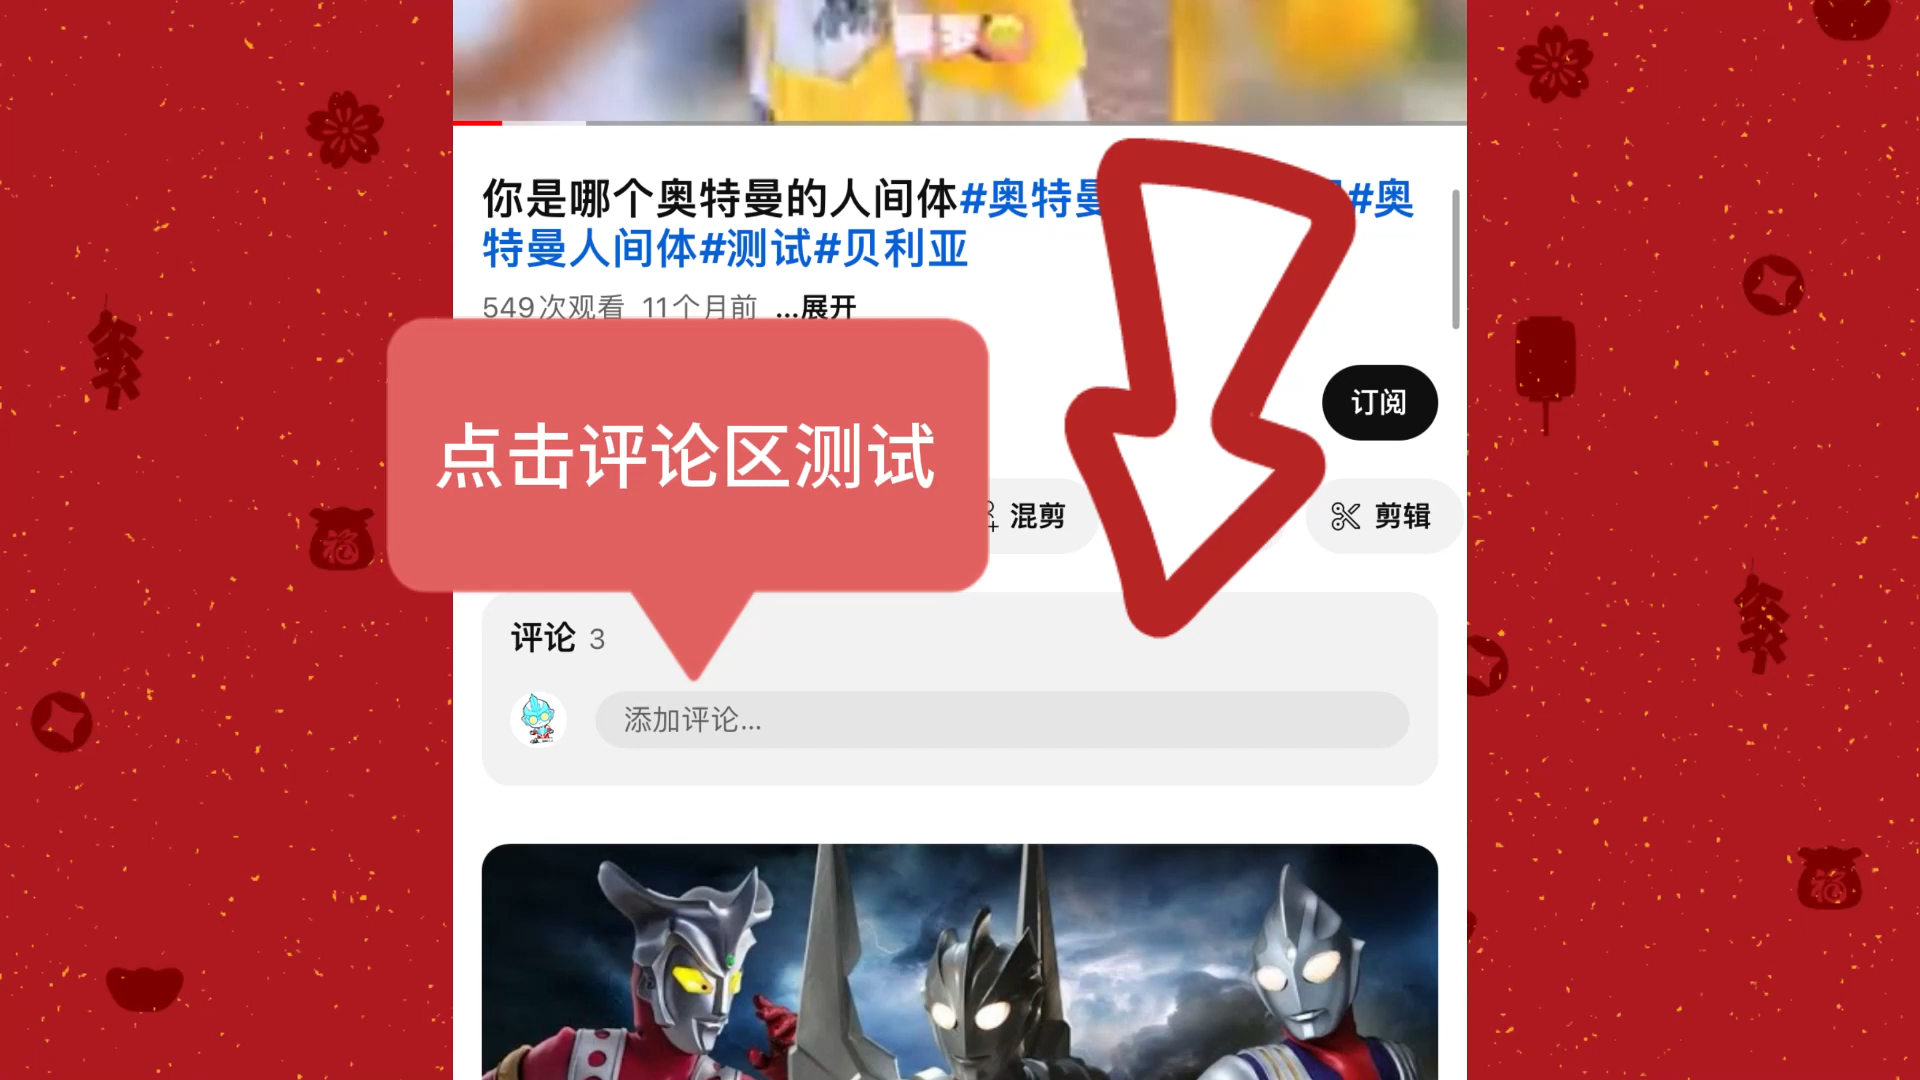 你是哪个奥特曼的人间体#奥特曼 #奥
特曼人间体#测试#贝利亚
549次观看 11个月前 ...展开
订阅
点击评论区测试
混剪
剪辑
评论 3
添加评论...
福
福